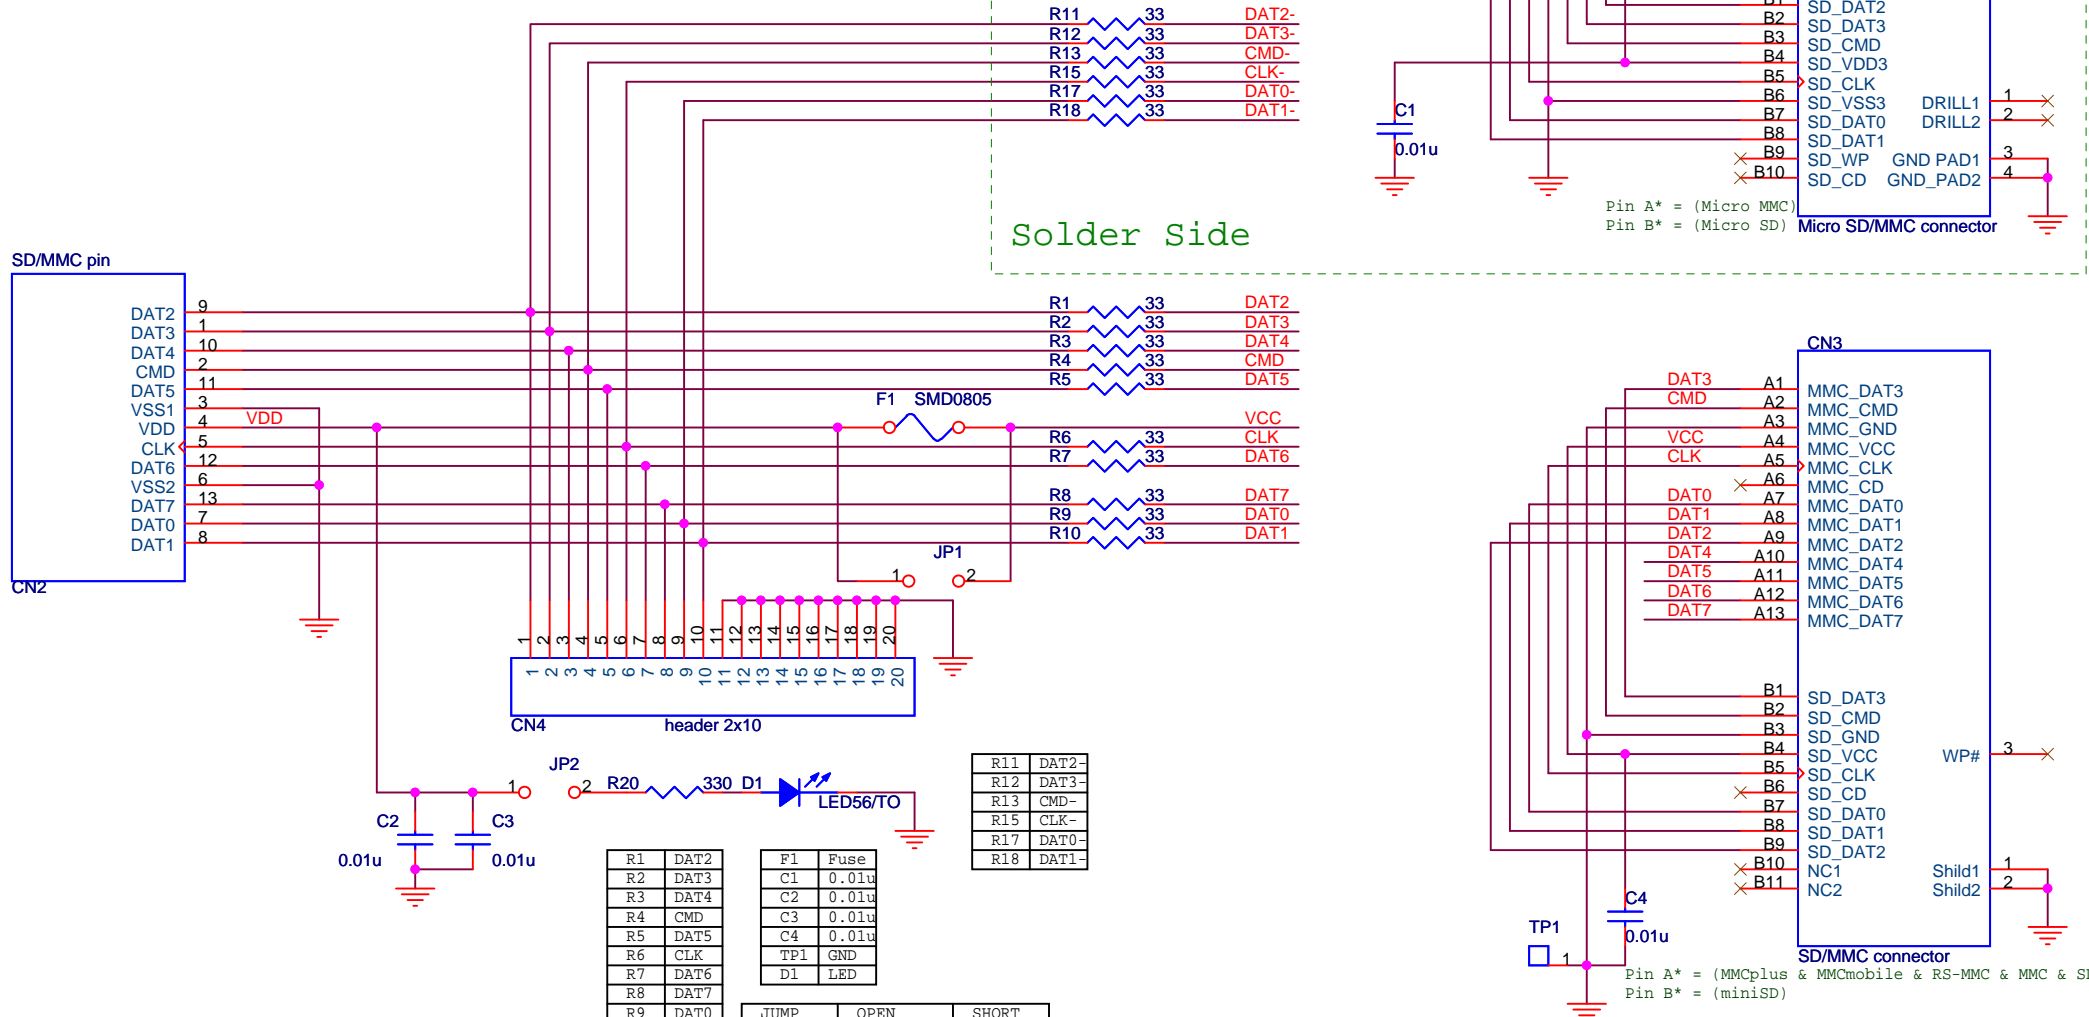 R11 33 DAT2-
R12 33 DAT3-
R13 33 CMD-
R15 33 CLK-
R17 33 DAT0-
R18 33 DAT1-
C1
0.01u
B1 SD_DAT2
B2 SD_DAT3
B3 SD_CMD
B4 SD_VDD3
B5 SD_CLK
B6 SD_VSS3 DRILL1 1
B7 SD_DAT0 DRILL2 2
B8 SD_DAT1
B9 SD_WP GND PAD1 3
B10 SD_CD GND_PAD2 4
Pin A* = (Micro MMC)
Pin B* = (Micro SD)
Micro SD/MMC connector
Solder Side
SD/MMC pin
DAT2 9
DAT3 1
DAT4 10
CMD 2
DAT5 11
VSS1 3
VDD 4 VDD
CLK 5
DAT6 12
VSS2 6
DAT7 13
DAT0 7
DAT1 8
CN2
R1 33 DAT2
R2 33 DAT3
R3 33 DAT4
R4 33 CMD
R5 33 DAT5
F1 SMD0805
VCC
R6 33 CLK
R7 33 DAT6
R8 33 DAT7
R9 33 DAT0
R10 33 DAT1
JP1
1 2
1 2 3 4 5 6 7 8 9 10 11 12 13 14 15 16 17 18 19 20
1 2 3 4 5 6 7 8 9 10 11 12 13 14 15 16 17 18 19 20
CN4 header 2x10
JP2
1 2 R20 330 D1
LED56/TO
C2 C3
0.01u 0.01u
R11 DAT2-
R12 DAT3-
R13 CMD-
R15 CLK-
R17 DAT0-
R18 DAT1-
R1 DAT2
R2 DAT3
R3 DAT4
R4 CMD
R5 DAT5
R6 CLK
R7 DAT6
R8 DAT7
R9 DAT0
F1 Fuse
C1 0.01u
C2 0.01u
C3 0.01u
C4 0.01u
TP1 GND
D1 LED
JUMP OPEN SHORT
CN3
DAT3 A1 MMC_DAT3
CMD A2 MMC_CMD
A3 MMC_GND
VCC A4 MMC_VCC
CLK A5 MMC_CLK
A6 MMC_CD
DAT0 A7 MMC_DAT0
DAT1 A8 MMC_DAT1
DAT2 A9 MMC_DAT2
DAT4 A10 MMC_DAT4
DAT5 A11 MMC_DAT5
DAT6 A12 MMC_DAT6
DAT7 A13 MMC_DAT7
B1 SD_DAT3
B2 SD_CMD
B3 SD_GND
B4 SD_VCC WP# 3
B5 SD_CLK
B6 SD_CD
B7 SD_DAT0
B8 SD_DAT1
B9 SD_DAT2
B10 NC1 Shild1 1
B11 NC2 Shild2 2
C4
0.01u
TP1
1
SD/MMC connector
Pin A* = (MMCplus & MMCmobile & RS-MMC & MMC &
Pin B* = (miniSD)